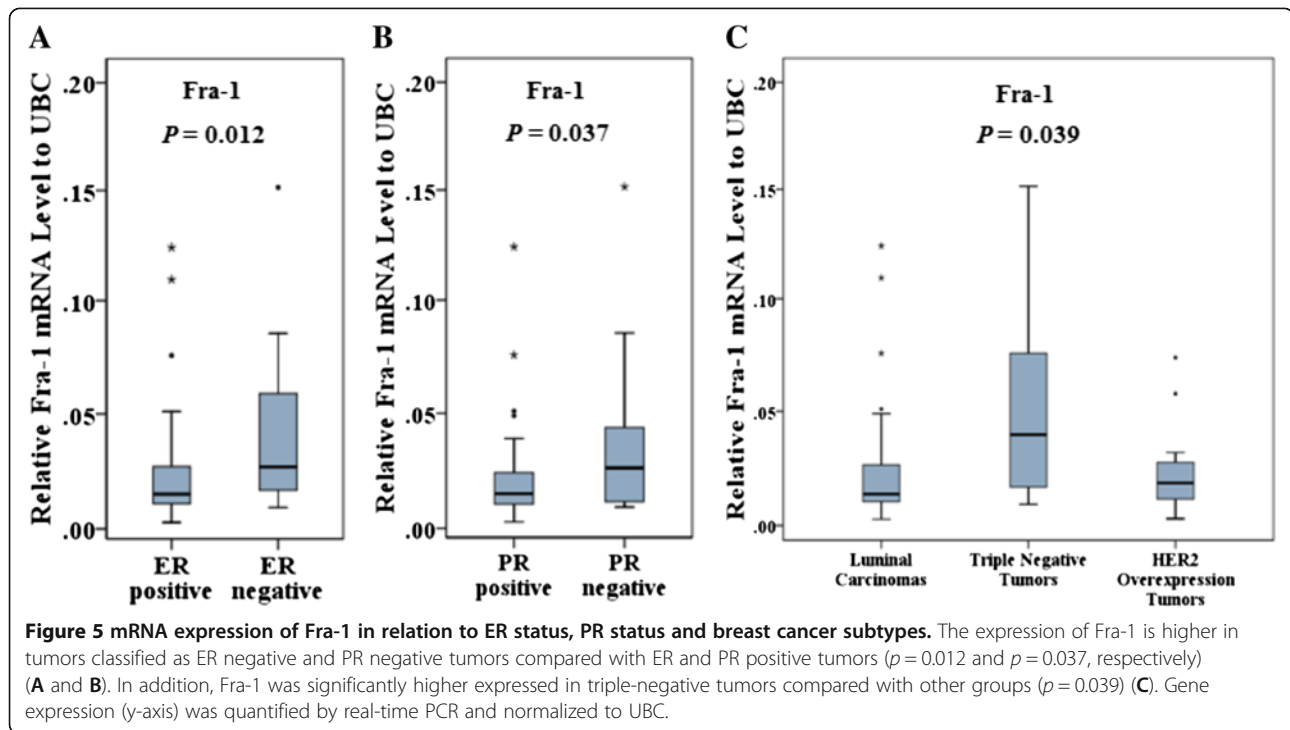 A
Relative Fra-1 mRNA Level to UBC
Fra-1
P = 0.012
.20
.15
.10
.05
.00
ER positive
ER negative
B
Relative Fra-1 mRNA Level to UBC
Fra-1
P = 0.037
.20
.15
.10
.05
.00
PR positive
PR negative
C
Relative Fra-1 mRNA Level to UBC
Fra-1
P = 0.039
.20
.15
.10
.05
.00
Luminal Carcinomas
Triple Negative Tumors
HER2 Overexpression Tumors
Figure 5 mRNA expression of Fra-1 in relation to ER status, PR status and breast cancer subtypes. The expression of Fra-1 is higher in
tumors classified as ER negative and PR negative tumors compared with ER and PR positive tumors (p = 0.012 and p = 0.037, respectively)
(A and B). In addition, Fra-1 was significantly higher expressed in triple-negative tumors compared with other groups (p = 0.039) (C). Gene
expression (y-axis) was quantified by real-time PCR and normalized to UBC.